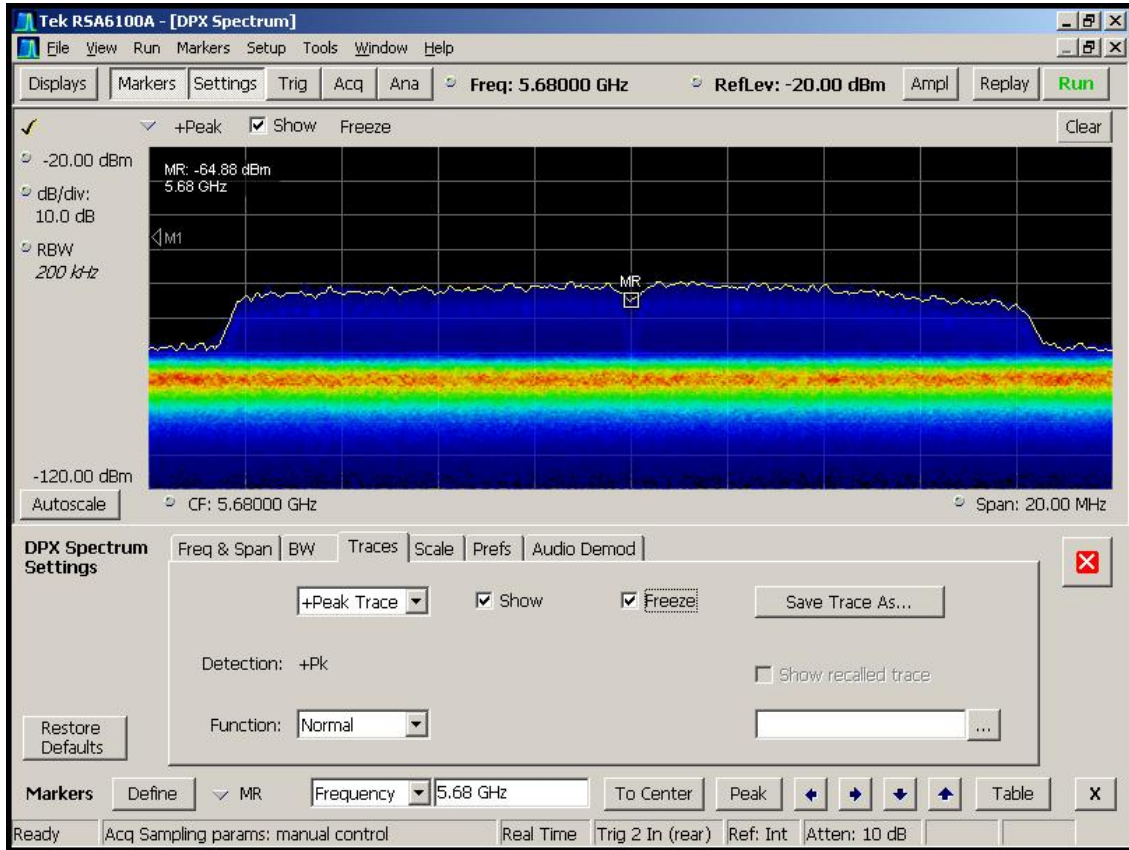 Tek RSA6100A - [DPX Spectrum]
File View Run Markers Setup Tools Window Help
Displays Markers Settings Trig Acq Ana Freq: 5.68000 GHz RefLev: -20.00 dBm Ampl Replay Run
+Peak Show Freeze Clear
-20.00 dBm
dB/div:
10.0 dB
RBW
200 kHz
MR: -64.88 dBm
5.68 GHz
M1
MR
-120.00 dBm
Autoscale CF: 5.68000 GHz Span: 20.00 MHz
DPX Spectrum
Settings
Freq & Span BW Traces Scale Prefs Audio Demod
+Peak Trace Show Freeze Save Trace As...
Detection: +Pk
Show recalled trace
Function: Normal ...
Restore
Defaults
Markers Define MR Frequency 5.68 GHz To Center Peak Table X
Ready Acq Sampling params: manual control Real Time Trig 2 In (rear) Ref: Int Atten: 10 dB